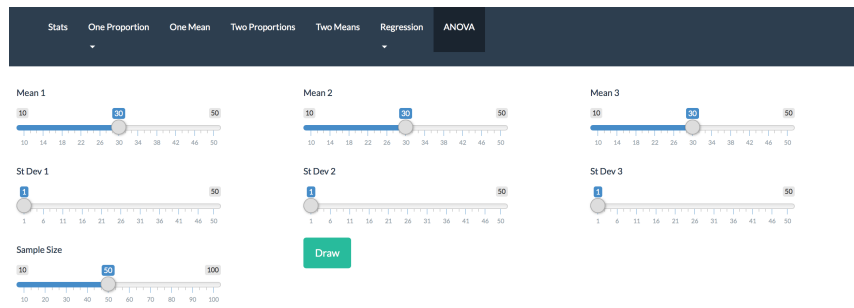 Stats One Proportion One Mean Two Proportions Two Means Regression ANOVA
Mean 1 Mean 2 Mean 3
10 30 50 10 30 50 10 30 50
10 14 18 22 26 30 34 38 42 46 50 10 14 18 22 26 30 34 38 42 46 50 10 14 18 22 26 30 34 38 42 46 50
St Dev 1 St Dev 2 St Dev 3
1 50 1 50 1 50
1 6 11 16 21 26 31 36 41 46 50 1 6 11 16 21 26 31 36 41 46 50 1 6 11 16 21 26 31 36 41 46 50
Sample Size Draw
10 50 100
10 20 30 40 50 60 70 80 90 100